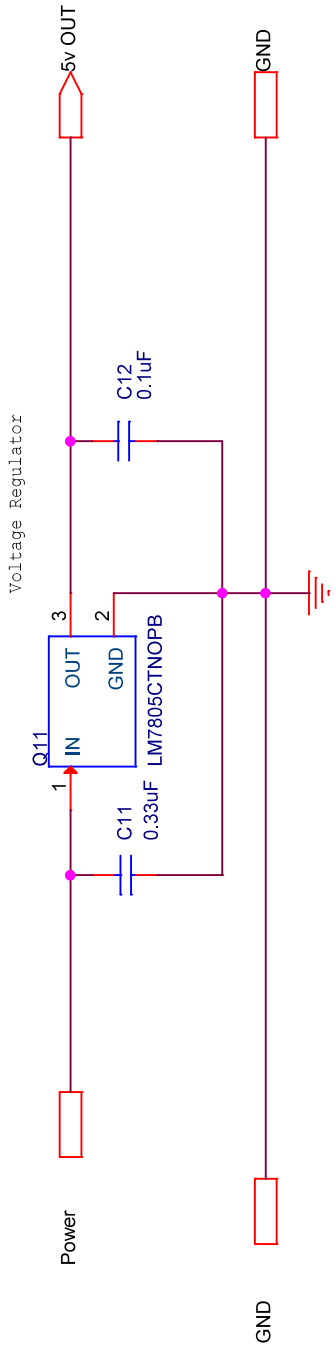 Voltage Regulator
Power
1
Q11
IN
OUT
3
5v OUT
GND
2
LM7805CTNOPB
C11
0.33uF
C12
0.1uF
GND
GND